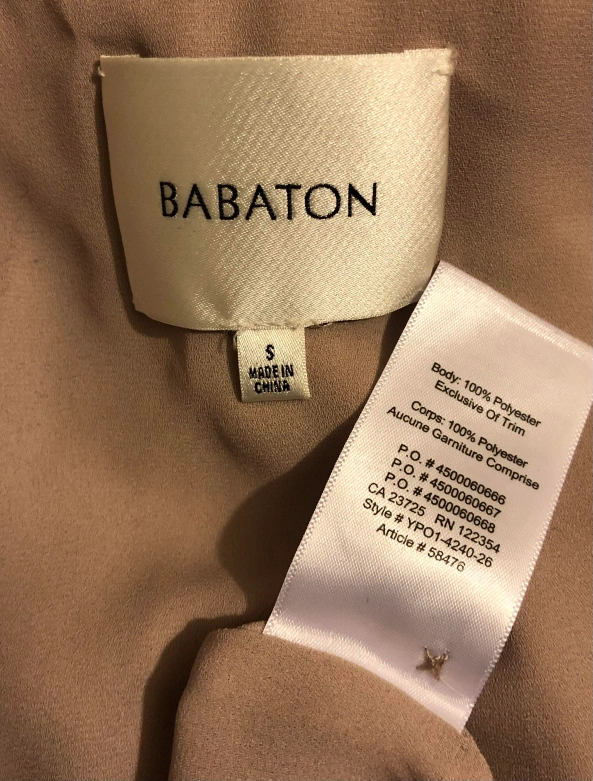 BABATON
S
MADE IN
CHINA
Body: 100% Polyester
Exclusive Of Trim
Corps: 100% Polyester
Aucune Garniture Comprise
P.O. # 4500060666
P.O. # 4500060667
P.O. # 4500060668
CA 23725 RN 122354
Style # YPO1-4240-26
Article # 58476